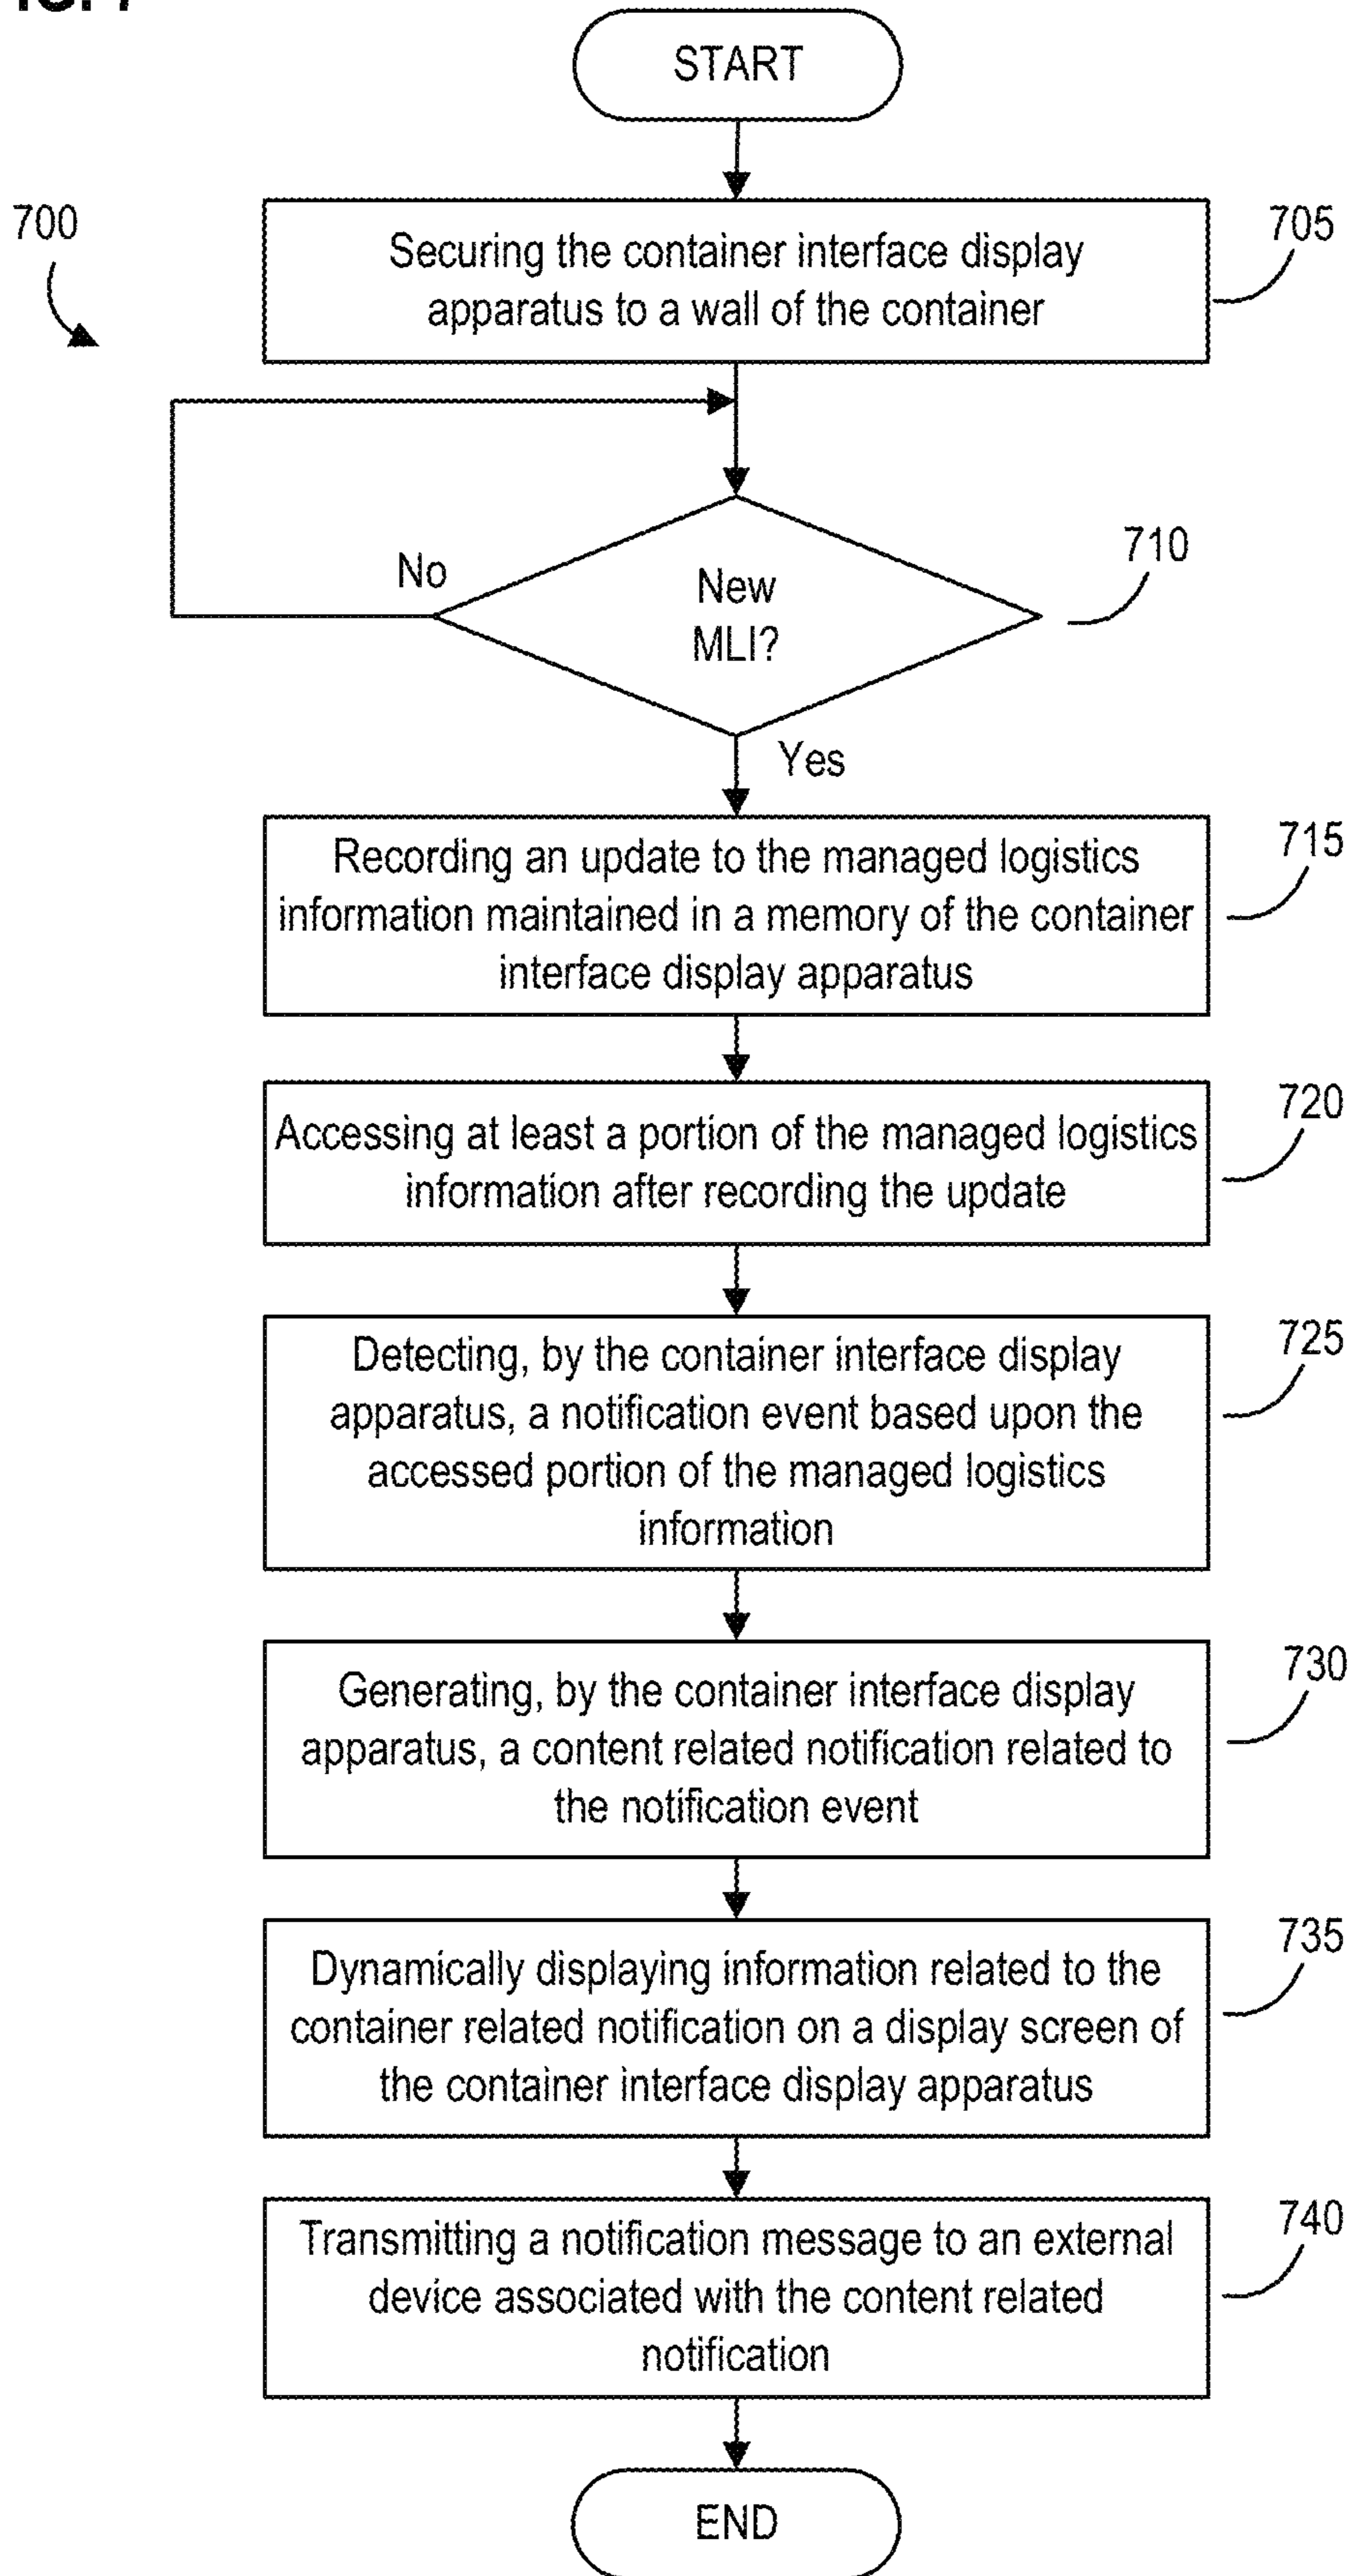 START
700
705
Securing the container interface display
apparatus to a wall of the container
710
No
New
MLI?
Yes
715
Recording an update to the managed logistics
information maintained in a memory of the container
interface display apparatus
720
Accessing at least a portion of the managed logistics
information after recording the update
725
Detecting, by the container interface display
apparatus, a notification event based upon the
accessed portion of the managed logistics
information
730
Generating, by the container interface display
apparatus, a content related notification related to
the notification event
735
Dynamically displaying information related to the
container related notification on a display screen of
the container interface display apparatus
740
Transmitting a notification message to an external
device associated with the content related
notification
END